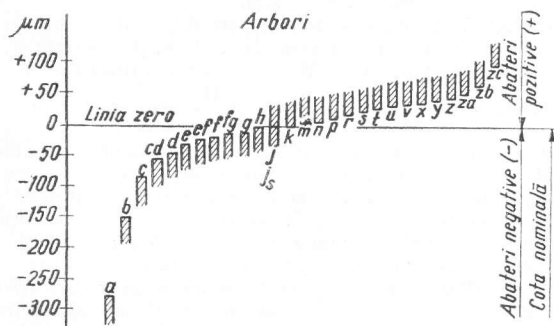 μm
Arbori
+100
+50
0
-50
-100
-150
-200
-250
-300
Linia zero
a
b
c
cd
d
e
ef
f
fg
g
h
j
js
k
m
n
p
r
s
t
u
v
x
y
z
za
zb
zc
Abateri
pozitive (+)
Abateri negative (-)
Cota nominală